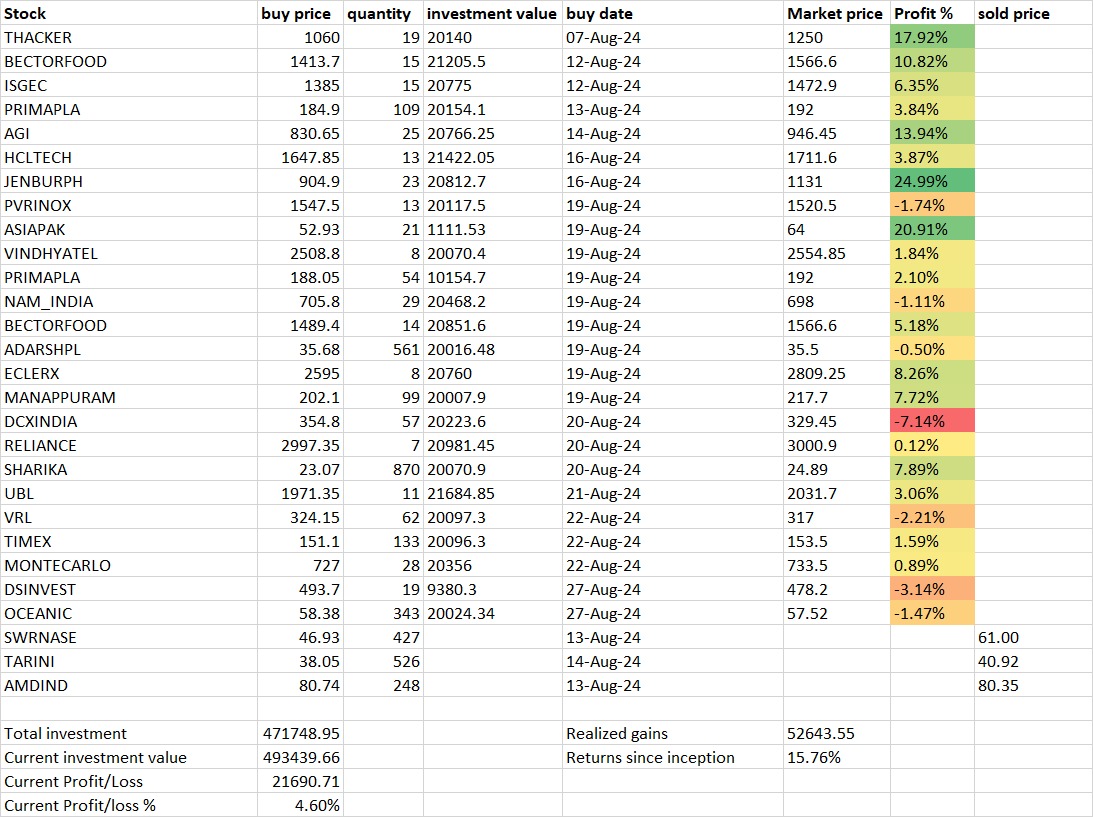 Stock buy price quantity investment value buy date Market price Profit % sold price
THACKER 1060 19 20140 07-Aug-24 1250 17.92%
BECTORFOOD 1413.7 15 21205.5 12-Aug-24 1566.6 10.82%
ISGEC 1385 15 20775 12-Aug-24 1472.9 6.35%
PRIMAPLA 184.9 109 20154.1 13-Aug-24 192 3.84%
AGI 830.65 25 20766.25 14-Aug-24 946.45 13.94%
HCLTECH 1647.85 13 21422.05 16-Aug-24 1711.6 3.87%
JENBURPH 904.9 23 20812.7 16-Aug-24 1131 24.99%
PVRINOX 1547.5 13 20117.5 19-Aug-24 1520.5 -1.74%
ASIAPAK 52.93 21 1111.53 19-Aug-24 64 20.91%
VINDHYATEL 2508.8 8 20070.4 19-Aug-24 2554.85 1.84%
PRIMAPLA 188.05 54 10154.7 19-Aug-24 192 2.10%
NAM_INDIA 705.8 29 20468.2 19-Aug-24 698 -1.11%
BECTORFOOD 1489.4 14 20851.6 19-Aug-24 1566.6 5.18%
ADARSHPL 35.68 561 20016.48 19-Aug-24 35.5 -0.50%
ECLERX 2595 8 20760 19-Aug-24 2809.25 8.26%
MANAPPURAM 202.1 99 20007.9 19-Aug-24 217.7 7.72%
DCXINDIA 354.8 57 20223.6 20-Aug-24 329.45 -7.14%
RELIANCE 2997.35 7 20981.45 20-Aug-24 3000.9 0.12%
SHARIKA 23.07 870 20070.9 20-Aug-24 24.89 7.89%
UBL 1971.35 11 21684.85 21-Aug-24 2031.7 3.06%
VRL 324.15 62 20097.3 22-Aug-24 317 -2.21%
TIMEX 151.1 133 20096.3 22-Aug-24 153.5 1.59%
MONTECARLO 727 28 20356 22-Aug-24 733.5 0.89%
DSINVEST 493.7 19 9380.3 27-Aug-24 478.2 -3.14%
OCEANIC 58.38 343 20024.34 27-Aug-24 57.52 -1.47%
SWRNASE 46.93 427 13-Aug-24 61.00
TARINI 38.05 526 14-Aug-24 40.92
AMDIND 80.74 248 13-Aug-24 80.35
Total investment 471748.95 Realized gains 52643.55
Current investment value 493439.66 Returns since inception 15.76%
Current Profit/Loss 21690.71
Current Profit/loss % 4.60%